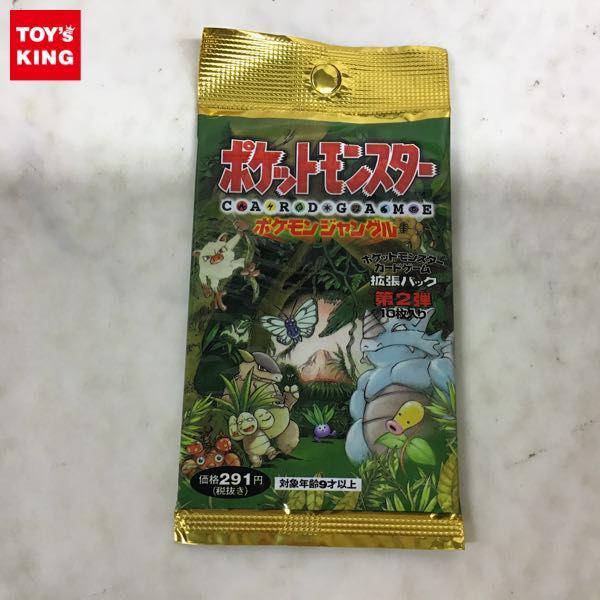 TOY's
KING
ポケットモンスター
CARDGAME
ポケモンジャングル
ポケットモンスター
カードゲーム
拡張パック
第2弾
10枚入り
価格291円
(税抜き)
対象年齢9才以上